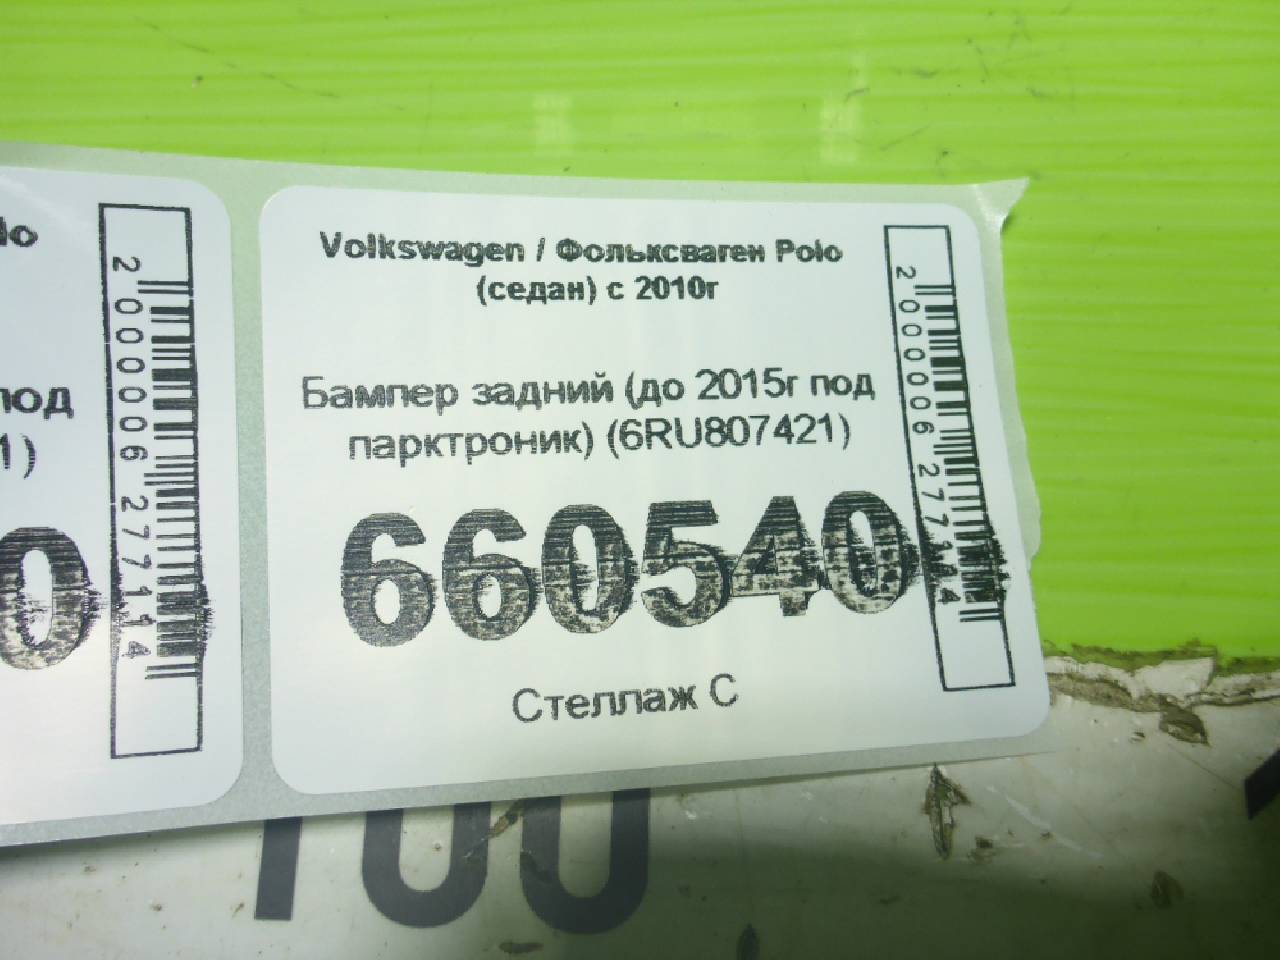 lo
под
1)
0
2000006277114
Volkswagen / Фольксваген Polo
(седан) с 2010г
Бампер задний (до 2015г под
парктроник) (6RU807421)
660540
Стеллаж С
2000006277114
100